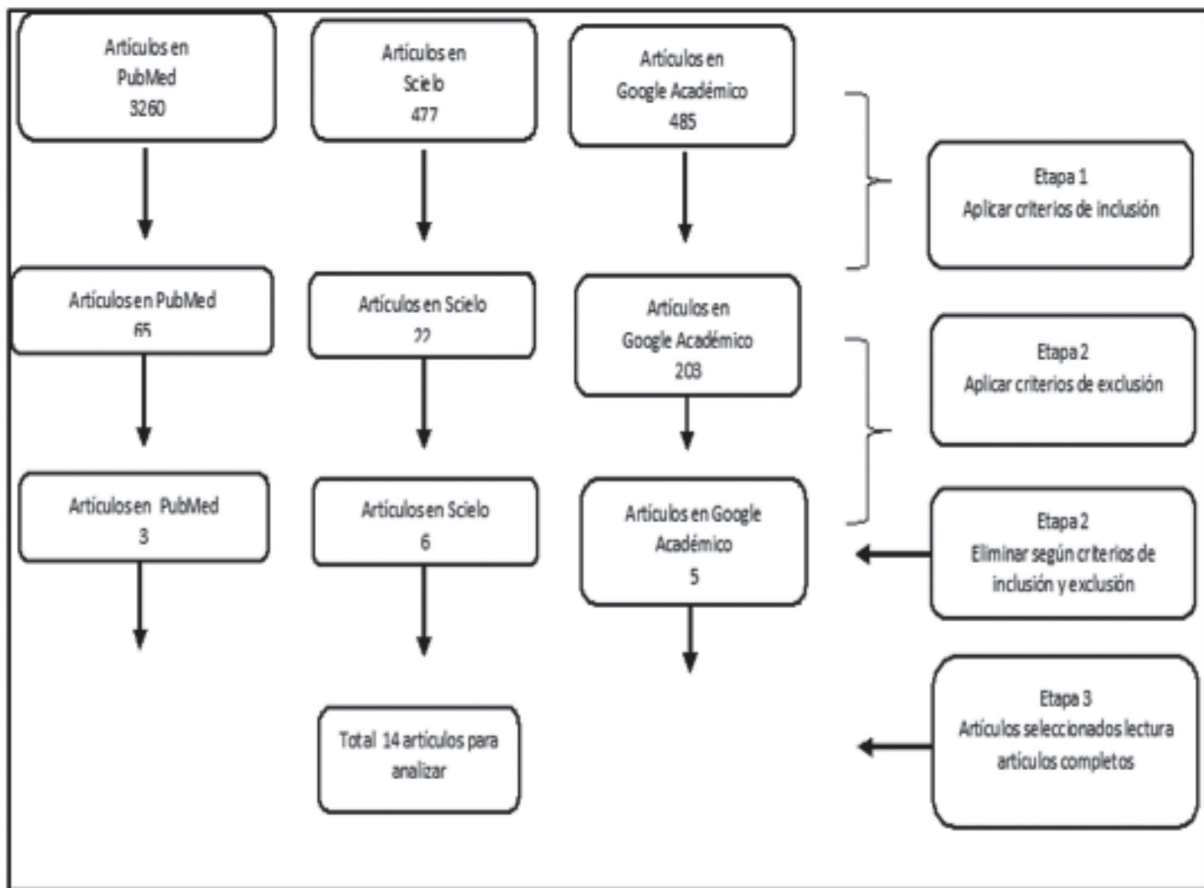 Artículos en
PubMed
3260
Artículos en
Scielo
477
Artículos en
Google Académico
485
Etapa 1
Aplicar criterios de inclusión
Artículos en PubMed
65
Artículos en Scielo
22
Artículos en
Google Académico
203
Etapa 2
Aplicar criterios de exclusión
Artículos en PubMed
3
Artículos en Scielo
6
Artículos en Google
Académico
5
Etapa 2
Eliminar según criterios de
inclusión y exclusión
Total 14 artículos para
analizar
Etapa 3
Artículos seleccionados lectura
artículos completos